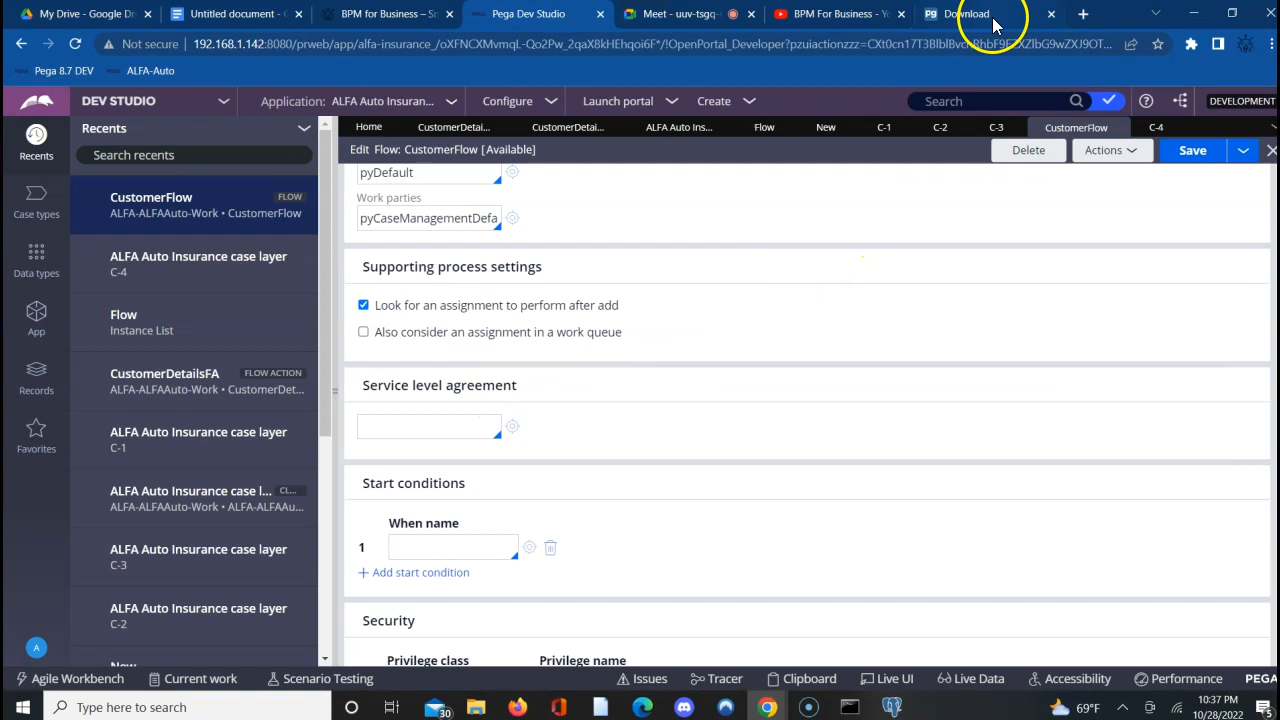 My Drive - Google D
Untitled document - G
BPM for Business – Sm
Pega Dev Studio
Meet - uuv-tsgq-
BPM For Business - Yo
Pg
Download
Not secure
192.168.1.142:8080/prweb/app/alfa-insurance_/
Pega 8.7 DEV
ALFA-Auto
DEV STUDIO
Application: ALFA Auto Insuran...
Configure
Launch portal
Create
Search
DEVELOPMENT
Recents
Home
CustomerDetai...
CustomerDetai...
ALFA Auto Ins...
Flow
New
C-1
C-2
C-3
CustomerFlow
C-4
Recents
Search recents
Edit Flow: CustomerFlow [Available]
Delete
Actions
Save
CustomerFlow
FLOW
ALFA-ALFAAuto-Work • CustomerFlow
Case types
ALFA Auto Insurance case layer
C-4
Data types
Flow
Instance List
App
CustomerDetailsFA
FLOW ACTION
ALFA-ALFAAuto-Work • CustomerDet...
Records
ALFA Auto Insurance case layer
C-1
Favorites
ALFA Auto Insurance case l...
CL...
ALFA-ALFAAuto-Work • ALFA-ALFAAu...
ALFA Auto Insurance case layer
C-3
ALFA Auto Insurance case layer
C-2
A
New
pyDefault
Work parties
pyCaseManagementDefa
Supporting process settings
Look for an assignment to perform after add
Also consider an assignment in a work queue
Service level agreement
Start conditions
When name
1
+ Add start condition
Security
Privilege class
Privilege name
Agile Workbench
Current work
Scenario Testing
Issues
Tracer
Clipboard
Live UI
Live Data
Accessibility
Performance
PEGA
Type here to search
30
69°F
10:37 PM
10/28/2022
5